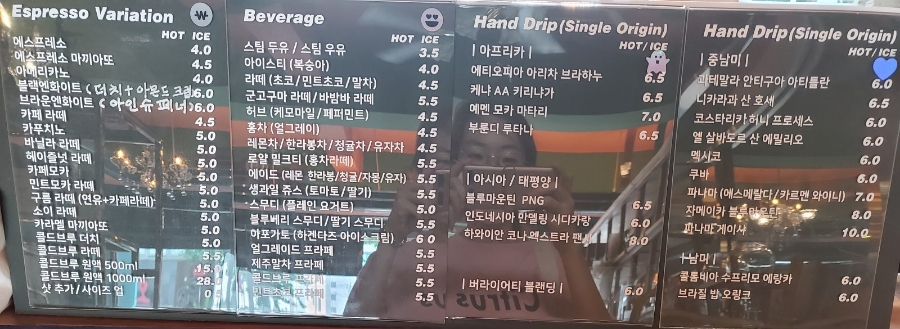 Espresso Variation ₩
HOT ICE
에스프레소 4.0
에스프레소 마끼아또 4.5
아메리카노 4.0
블랙엔화이트 (더치+아몬드크림) 6.0
브라운엔화이트 (아인슈페너) 6.0
카페 라떼 4.5
카푸치노 5.0
바닐라 라떼 5.0
헤이즐넛 라떼 5.0
카페모카 5.0
민트모카 라떼 5.0
구름 라떼 (연유+카페라떼) 5.0
소이 라떼 5.0
카라멜 마끼아또 5.0
콜드브루 더치 5.0
콜드브루 라떼 5.5
콜드브루 원액 500ml 15.0
콜드브루 원액 1000ml 28.
샷 추가 / 사이즈 업
Beverage
HOT ICE
스팀 두유 / 스팀 우유 3.5
아이스티 (복숭아) 4.0
라떼 (초코 / 민트초코 / 말차) 4.5
군고구마 라떼 / 밤밤바 라떼 5.5
허브 (케모마일 / 페퍼민트) 4.5
홍차 (얼그레이) 4.5
레몬차 / 한라봉차 / 청귤차 / 유자차 4.5
로얄 밀크티 (홍차라떼) 5.5
에이드 (레몬 한라봉/청귤/자몽/유자) 5.5
생과일 쥬스 (토마토 / 딸기) 5.5
스무디 (플레인 요거트) 5.0
블루베리 스무디 / 딸기 스무디 5.5
아포가토 (하겐다즈 아이스크림) 6.0
얼그레이드 프라페 5.5
제주말차 프라페 5.5
콜드브루 프라페 5.5
민트초코 프라페 5.5
Hand Drip (Single Origin)
HOT/ ICE
| 아프리카 |
에티오피아 아리차 브라하누 6.5
케냐 AA 키리냐가 6.5
예멘 모카 마타리 7.0
부룬디 루타나 6.5
| 아시아 / 태평양 |
블루마운틴 PNG 6.5
인도네시아 만델링 시디카랑 6.0
하와이안 코나 엑스트라 팬시 8.0
| 버라이어티 블랜딩 | 6.0
Hand Drip (Single Origin)
HOT/ ICE
| 중남미 |
과테말라 안티구아 아티틀란 6.0
니카라과 산 호세 6.5
코스타리카 허니 프로세스 6.0
엘 살바도르 산 에밀리오 6.0
멕시코 6.0
쿠바 6.0
파나마 (에스메랄다 / 카르멘 와이니) 7.0
자메이카 블루마운틴 8.0
파나마 게이샤 10.0
남미 |
콜롬비아 수프리모 메랑카 6.0
브라질 밥 오링크 6.0